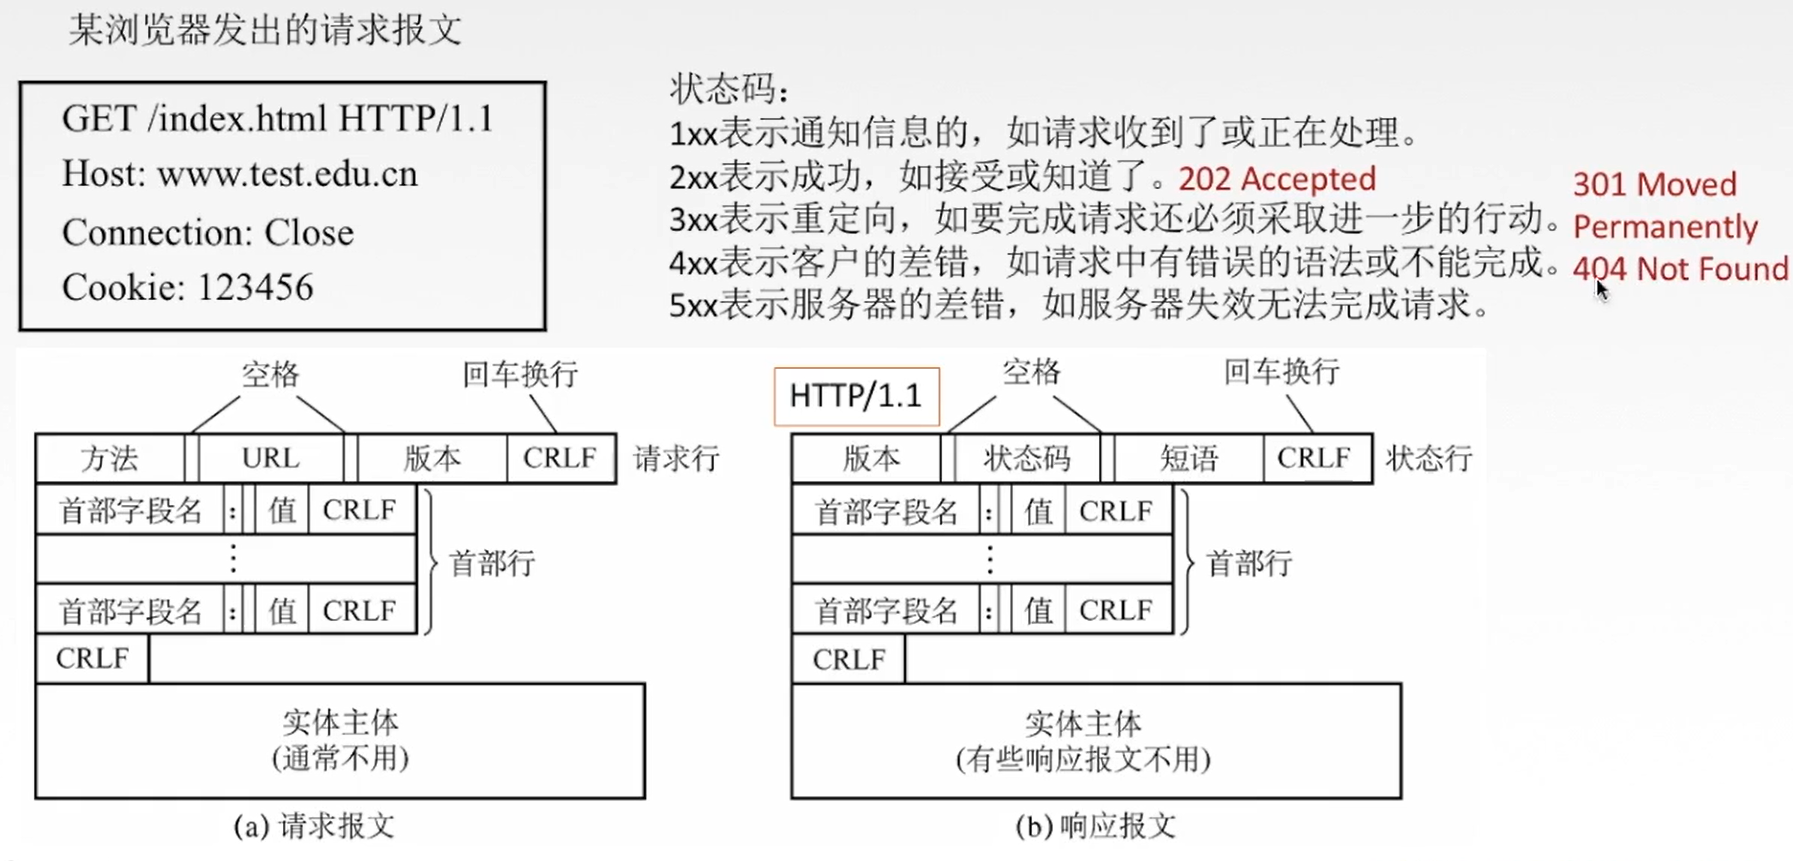 某浏览器发出的请求报文
GET /index.html HTTP/1.1
Host: www.test.edu.cn
Connection: Close
Cookie: 123456
状态码：
1xx表示通知信息的，如请求收到了或正在处理。
2xx表示成功，如接受或知道了。202 Accepted
3xx表示重定向，如要完成请求还必须采取进一步的行动。
301 Moved
Permanently
4xx表示客户的差错，如请求中有错误的语法或不能完成。404 Not Found
5xx表示服务器的差错，如服务器失效无法完成请求。
空格 回车换行
方法 URL 版本 CRLF 请求行
首部字段名 : 值 CRLF
⋮ 首部行
首部字段名 : 值 CRLF
CRLF
实体主体
(通常不用)
(a) 请求报文
HTTP/1.1 空格 回车换行
版本 状态码 短语 CRLF 状态行
首部字段名 : 值 CRLF
⋮ 首部行
首部字段名 : 值 CRLF
CRLF
实体主体
(有些响应报文不用)
(b) 响应报文